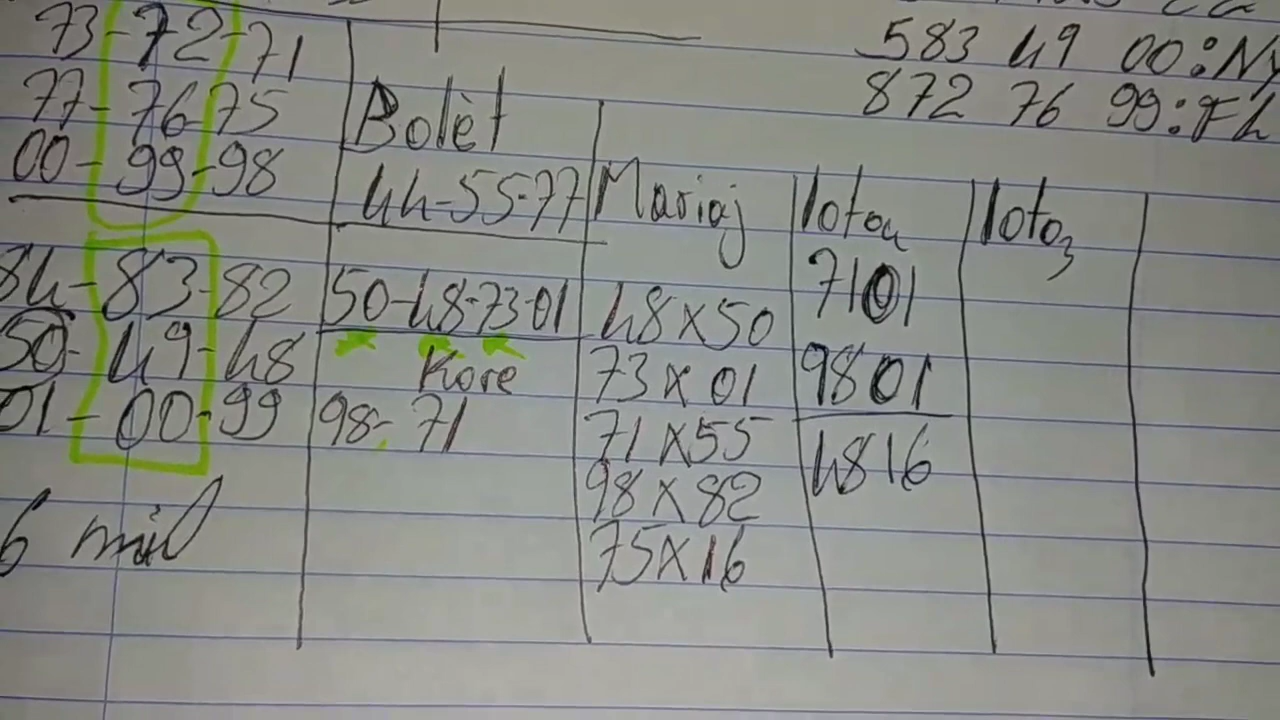 583 49 00:Ny
872 76 99:FL
73-72-71
77-76-75
00-99-98
84-83-82
50-49-48
01-00-99
6 mil
Bolèt
44-55-77
50-48-73-01
Kore
98-71
Mariaj
48x50
73x01
71x55
98x82
75x16
loto4
7101
9801
4816
loto3